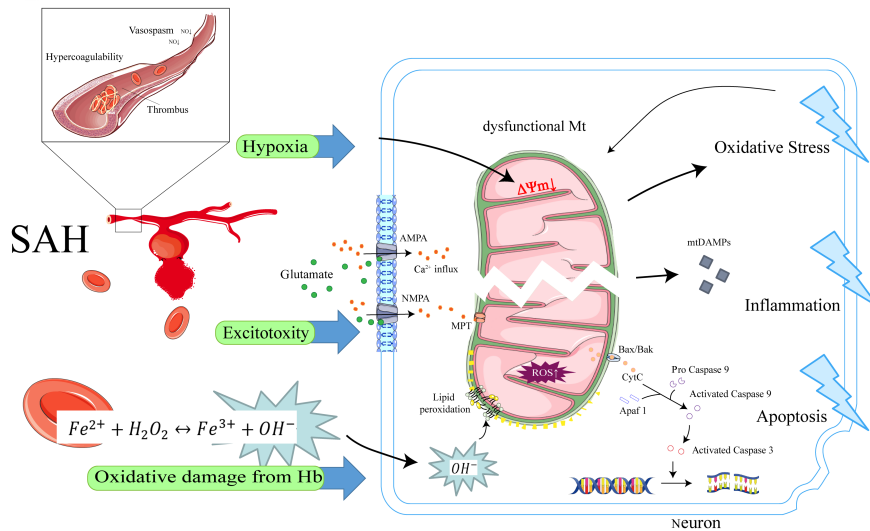 Vasospasm
NO↓
NO↓
Hypercoagulability
Thrombus
SAH
Hypoxia
Glutamate
Excitotoxity
Fe²⁺ + H₂O₂ ↔ Fe³⁺ + OH⁻
Oxidative damage from Hb
AMPA
Ca²⁺ influx
NMPA
MPT
dysfunctional Mt
ΔΨm↓
ROS↑
Lipid
peroxidation
OH⁻
Bax/Bak
CytC
Pro Caspase 9
Apaf 1
Activated Caspase 9
Activated Caspase 3
Oxidative Stress
mtDAMPs
Inflammation
Apoptosis
Neuron